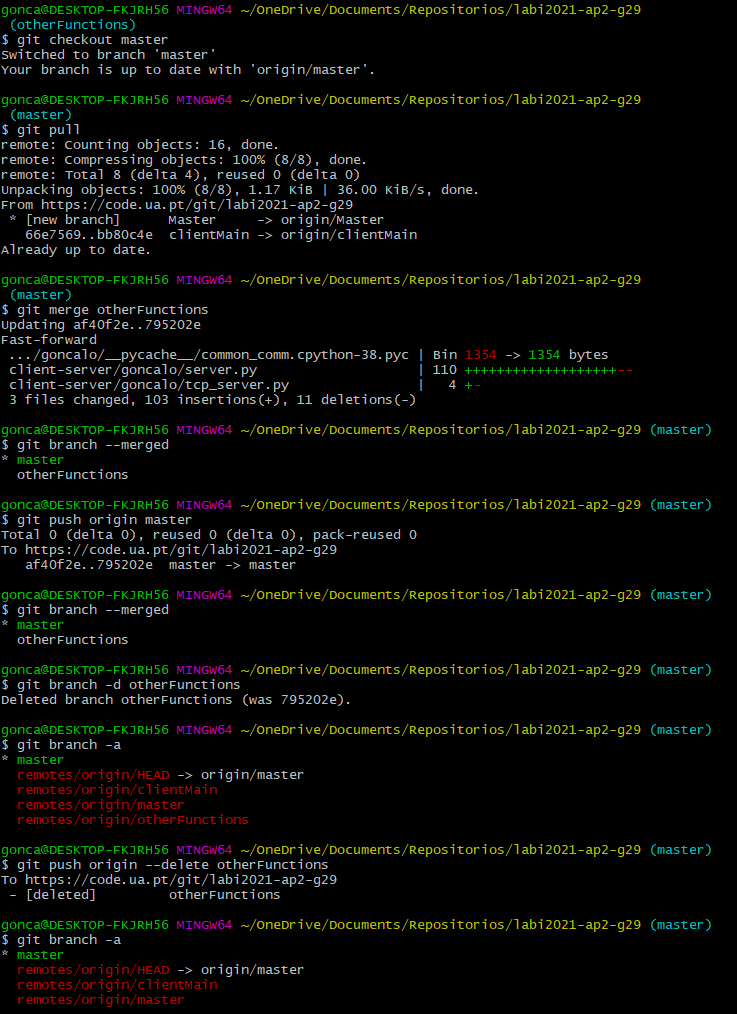 gonca@DESKTOP-FKJRH56 MINGW64 ~/OneDrive/Documents/Repositorios/labi2021-ap2-g29
(otherFunctions)
$ git checkout master
Switched to branch 'master'
Your branch is up to date with 'origin/master'.
gonca@DESKTOP-FKJRH56 MINGW64 ~/OneDrive/Documents/Repositorios/labi2021-ap2-g29
(master)
$ git pull
remote: Counting objects: 16, done.
remote: Compressing objects: 100% (8/8), done.
remote: Total 8 (delta 4), reused 0 (delta 0)
Unpacking objects: 100% (8/8), 1.17 KiB | 36.00 KiB/s, done.
From https://code.ua.pt/git/labi2021-ap2-g29
 * [new branch]      Master     -> origin/Master
   66e7569..bb80c4e  clientMain -> origin/clientMain
Already up to date.
gonca@DESKTOP-FKJRH56 MINGW64 ~/OneDrive/Documents/Repositorios/labi2021-ap2-g29
(master)
$ git merge otherFunctions
Updating af40f2e..795202e
Fast-forward
 .../goncalo/__pycache__/common_comm.cpython-38.pyc | Bin 1354 -> 1354 bytes
 client-server/goncalo/server.py                    | 110 +++++++++++++++++++--
 client-server/goncalo/tcp_server.py                |   4 +-
 3 files changed, 103 insertions(+), 11 deletions(-)
gonca@DESKTOP-FKJRH56 MINGW64 ~/OneDrive/Documents/Repositorios/labi2021-ap2-g29 (master)
$ git branch --merged
* master
  otherFunctions
gonca@DESKTOP-FKJRH56 MINGW64 ~/OneDrive/Documents/Repositorios/labi2021-ap2-g29 (master)
$ git push origin master
Total 0 (delta 0), reused 0 (delta 0), pack-reused 0
To https://code.ua.pt/git/labi2021-ap2-g29
   af40f2e..795202e  master -> master
gonca@DESKTOP-FKJRH56 MINGW64 ~/OneDrive/Documents/Repositorios/labi2021-ap2-g29 (master)
$ git branch --merged
* master
  otherFunctions
gonca@DESKTOP-FKJRH56 MINGW64 ~/OneDrive/Documents/Repositorios/labi2021-ap2-g29 (master)
$ git branch -d otherFunctions
Deleted branch otherFunctions (was 795202e).
gonca@DESKTOP-FKJRH56 MINGW64 ~/OneDrive/Documents/Repositorios/labi2021-ap2-g29 (master)
$ git branch -a
* master
  remotes/origin/HEAD -> origin/master
  remotes/origin/clientMain
  remotes/origin/master
  remotes/origin/otherFunctions
gonca@DESKTOP-FKJRH56 MINGW64 ~/OneDrive/Documents/Repositorios/labi2021-ap2-g29 (master)
$ git push origin --delete otherFunctions
To https://code.ua.pt/git/labi2021-ap2-g29
 - [deleted]         otherFunctions
gonca@DESKTOP-FKJRH56 MINGW64 ~/OneDrive/Documents/Repositorios/labi2021-ap2-g29 (master)
$ git branch -a
* master
  remotes/origin/HEAD -> origin/master
  remotes/origin/clientMain
  remotes/origin/master